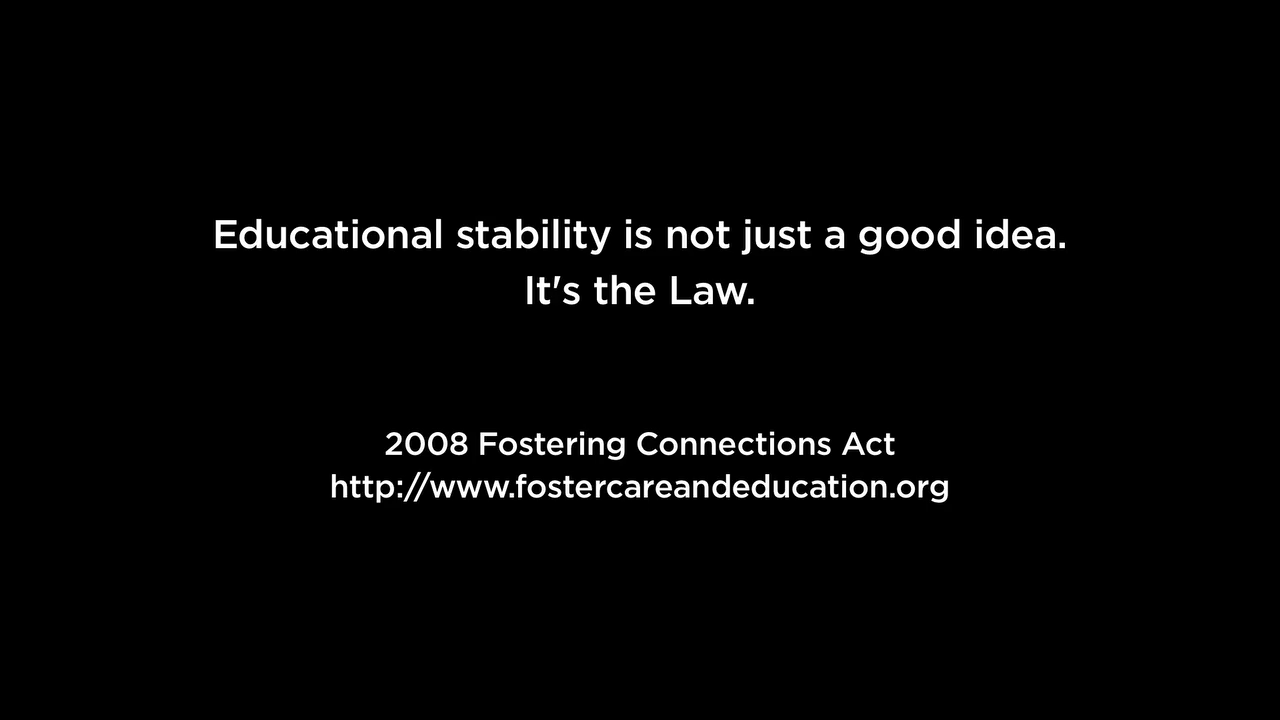 Educational stability is not just a good idea.
It's the Law.
2008 Fostering Connections Act
http://www.fostercareandeducation.org